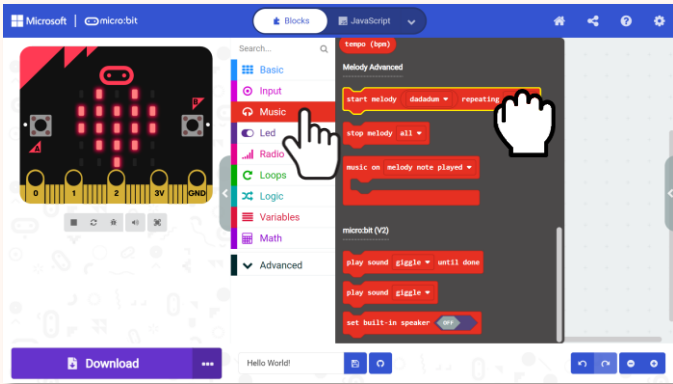 Microsoft micro:bit Blocks JavaScript
Search...
Basic
Input
Music
Led
Radio
Loops
Logic
Variables
Math
Advanced
tempo (bpm)
Melody Advanced
start melody dadadum repeating
stop melody all
music on melody note played
micro:bit (V2)
play sound giggle until done
play sound giggle
set built-in speaker OFF
B
A
0 1 2 3V GND
Download
Hello World!